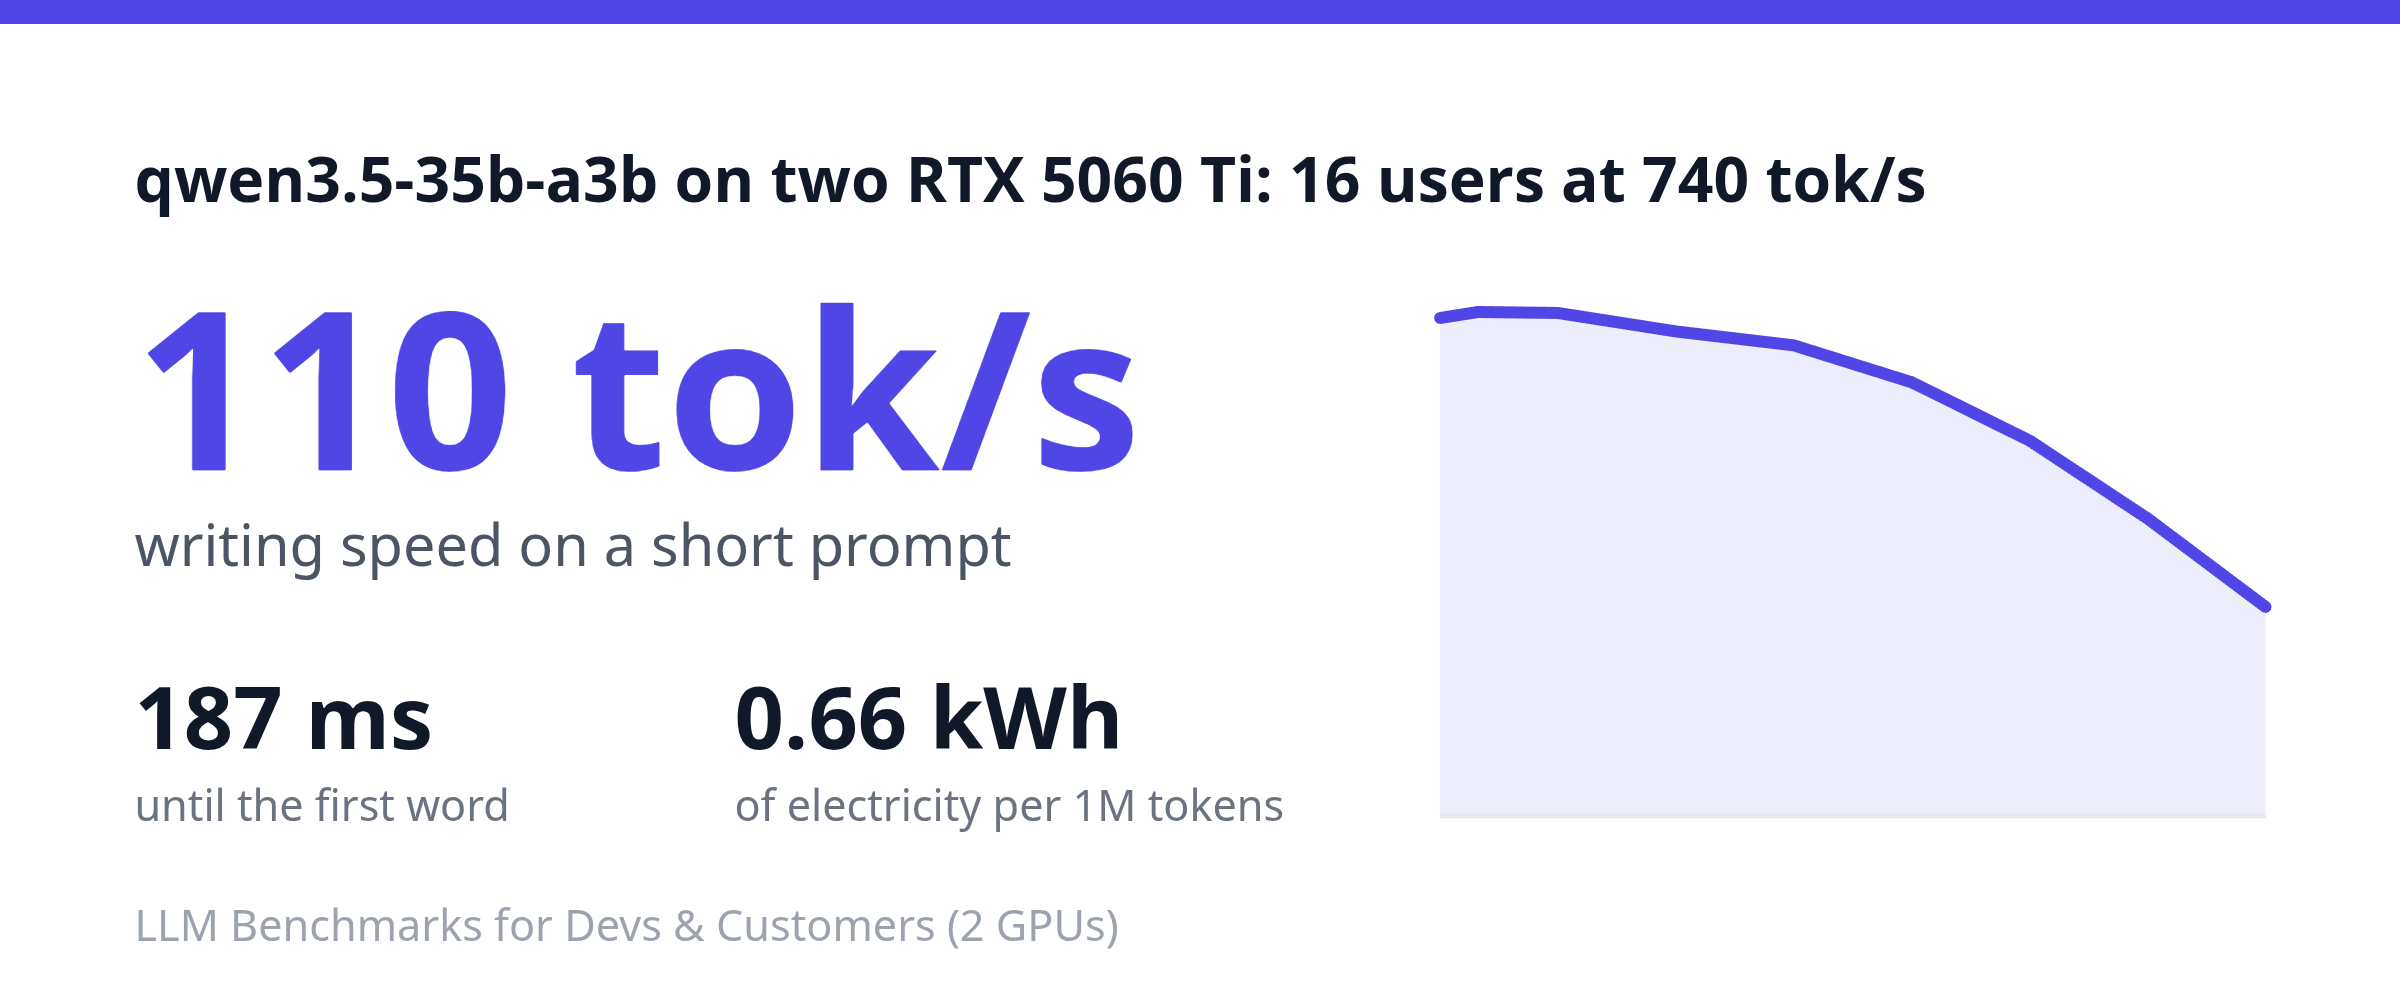 qwen3.5-35b-a3b on two RTX 5060 Ti: 16 users at 740 tok/s
110 tok/s
writing speed on a short prompt
187 ms
until the first word
0.66 kWh
of electricity per 1M tokens
LLM Benchmarks for Devs & Customers (2 GPUs)